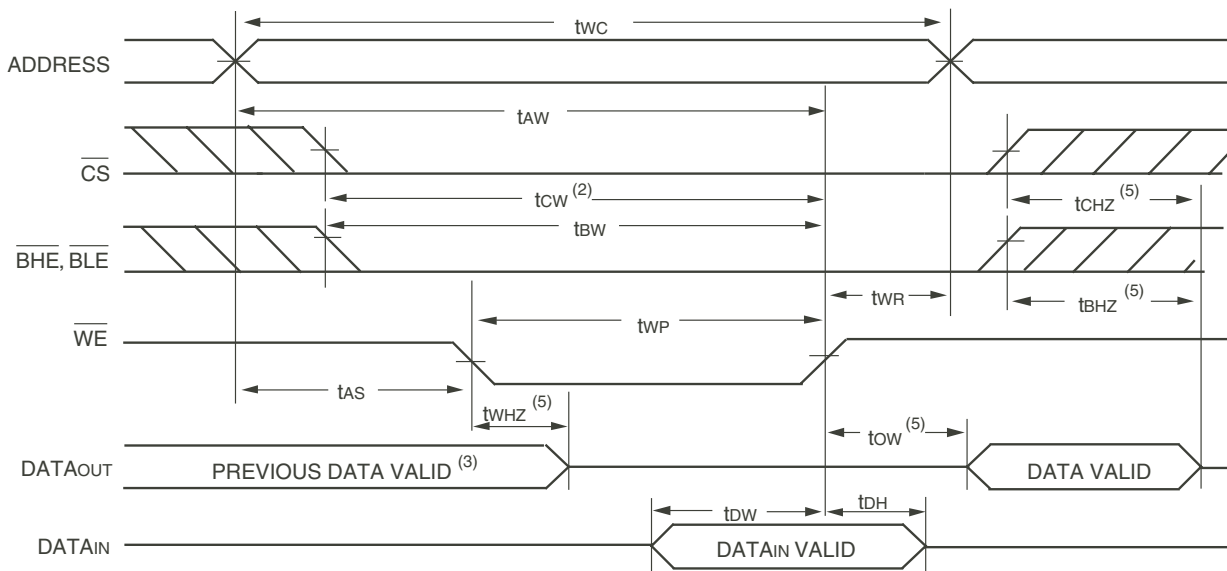 tWC
ADDRESS
tAW
CS
tCW (2)
tCHZ (5)
tBW
BHE, BLE
tWR
tBHZ (5)
WE
tWP
tAS
tWHZ (5)
tOW (5)
DATAOUT
PREVIOUS DATA VALID (3)
DATA VALID
tDW
tDH
DATAIN
DATAIN VALID